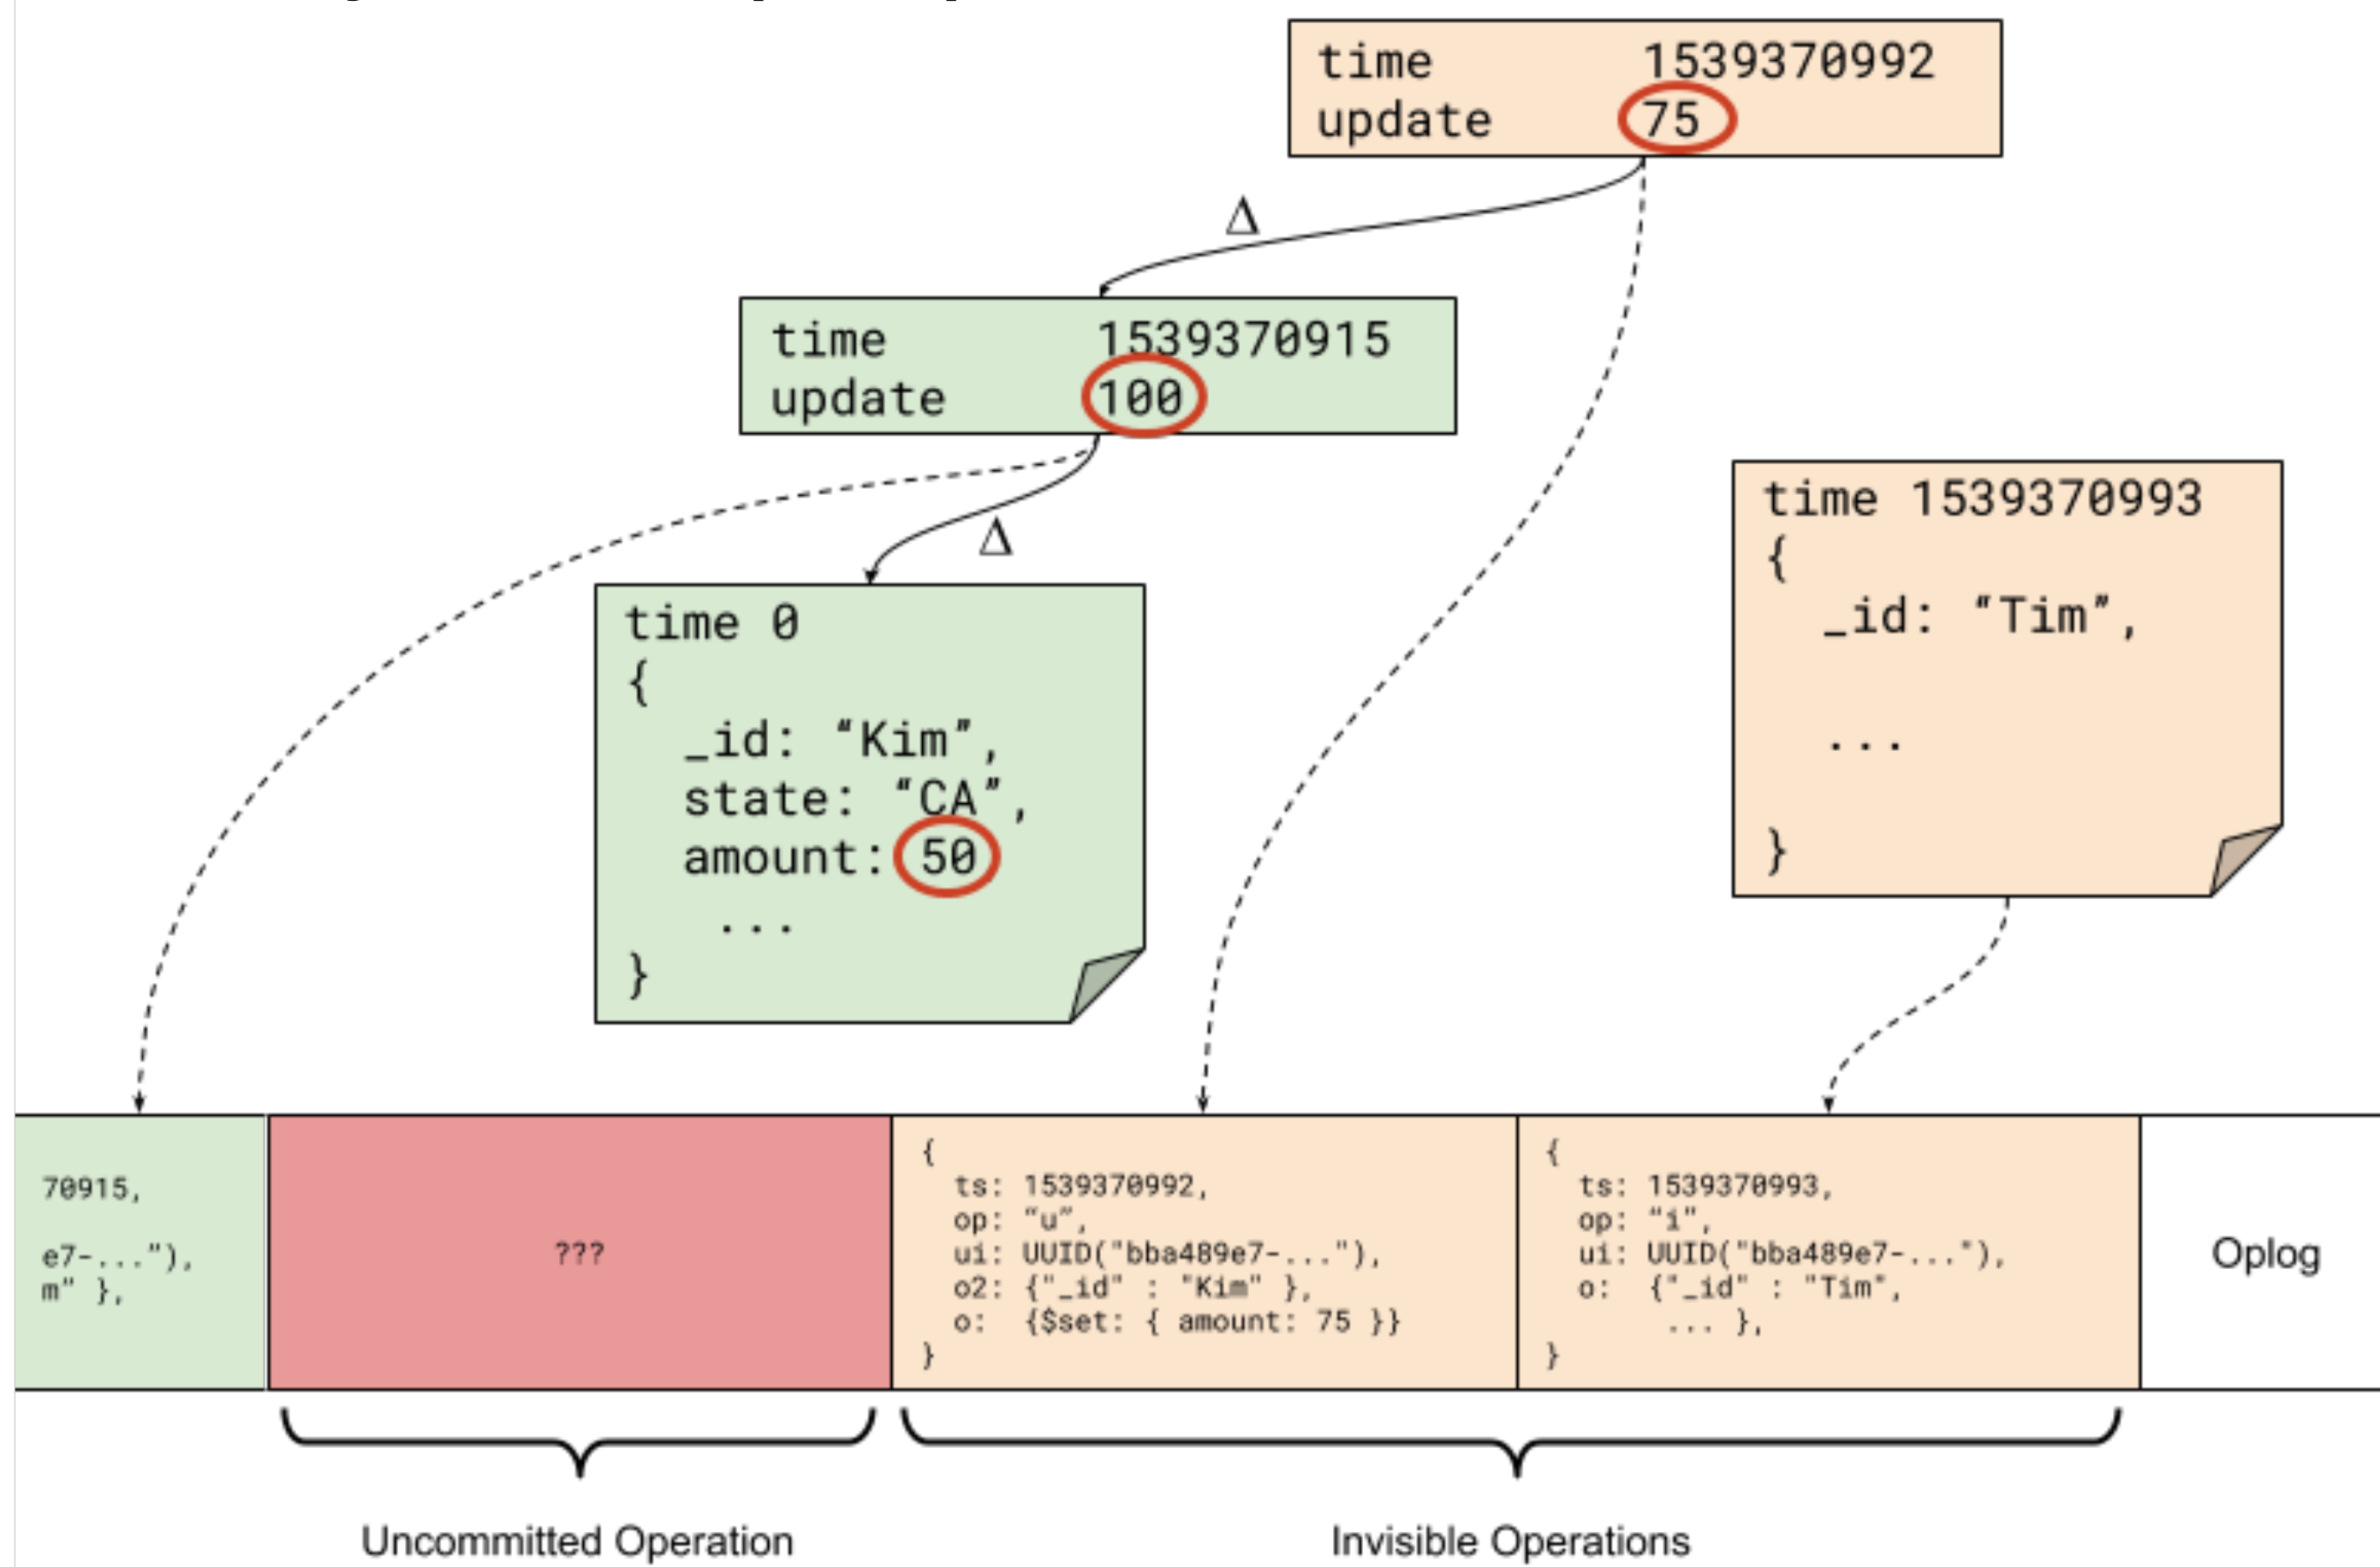 time 1539370992
update 75
Δ
time 1539370915
update 100
Δ
time 0
{
_id: “Kim”,
state: “CA”,
amount: 50
...
}
time 1539370993
{
_id: “Tim”,
...
}
70915,
e7-..."),
m" },
???
{
ts: 1539370992,
op: “u”,
ui: UUID("bba489e7-..."),
o2: {"_id" : "Kim" },
o: {$set: { amount: 75 }}
}
{
ts: 1539370993,
op: “i”,
ui: UUID("bba489e7-..."),
o: {"_id" : "Tim",
... },
}
Oplog
Uncommitted Operation
Invisible Operations